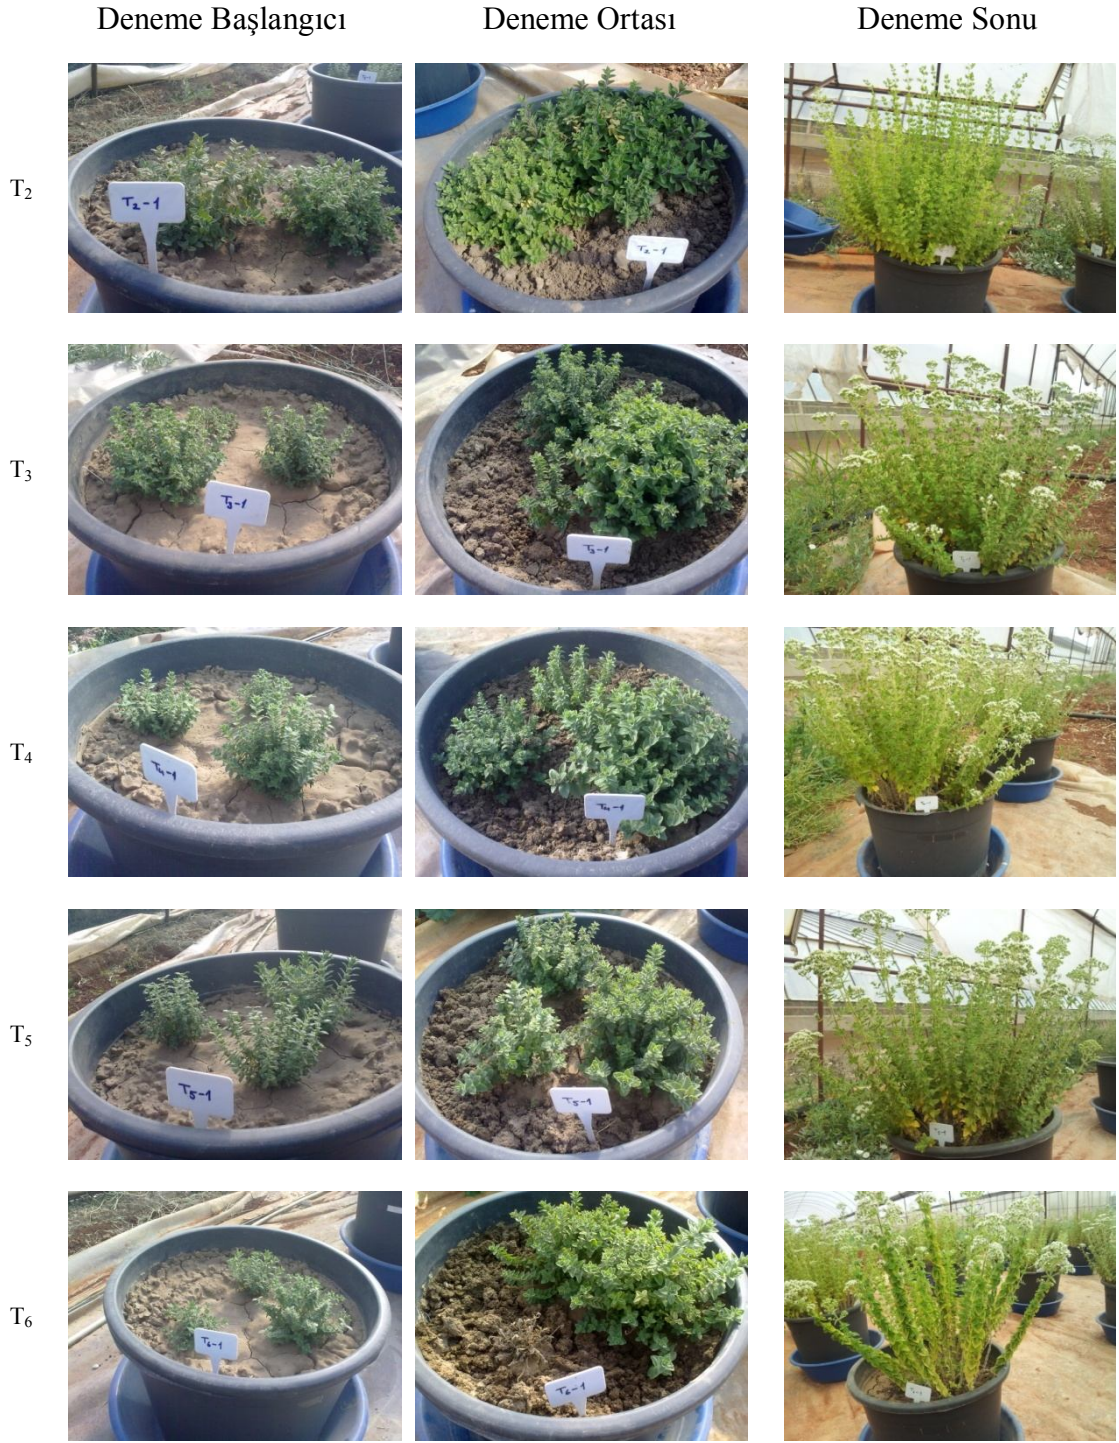 Deneme Başlangıcı Deneme Ortası Deneme Sonu
T₂
T₂-1
T₂-1
T₃
T₃-1
T₃-1
T₄
T₄-1
T₄-1
T₅
T₅-1
T₅-1
T₆
T₆-1
T₆-1